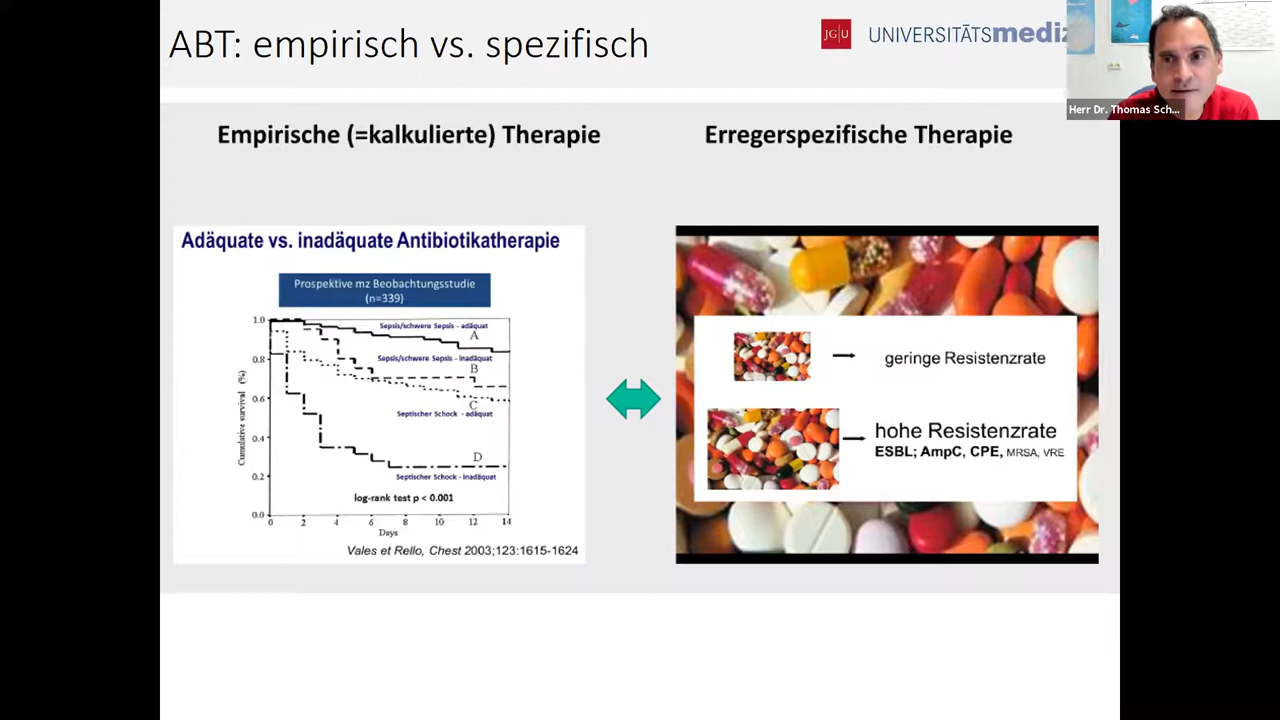 ABT: empirisch vs. spezifisch
JG|U UNIVERSITÄTSmediz
Herr Dr. Thomas Sch...
Empirische (=kalkulierte) Therapie
Erregerspezifische Therapie
Adäquate vs. inadäquate Antibiotikatherapie
Prospektive mz Beobachtungsstudie
(n=339)
Cumulative survival (%)
1.0
0.8
0.6
0.4
0.2
0.0
Sepsis/schwere Sepsis - adäquat
A
Sepsis/schwere Sepsis - inadäquat
B
C
Septischer Schock - adäquat
D
Septischer Schock - inadäquat
log-rank test p < 0.001
0 2 4 6 8 10 12 14
Days
Vales et Rello, Chest 2003;123:1615-1624
geringe Resistenzrate
hohe Resistenzrate
ESBL; AmpC, CPE, MRSA, VRE